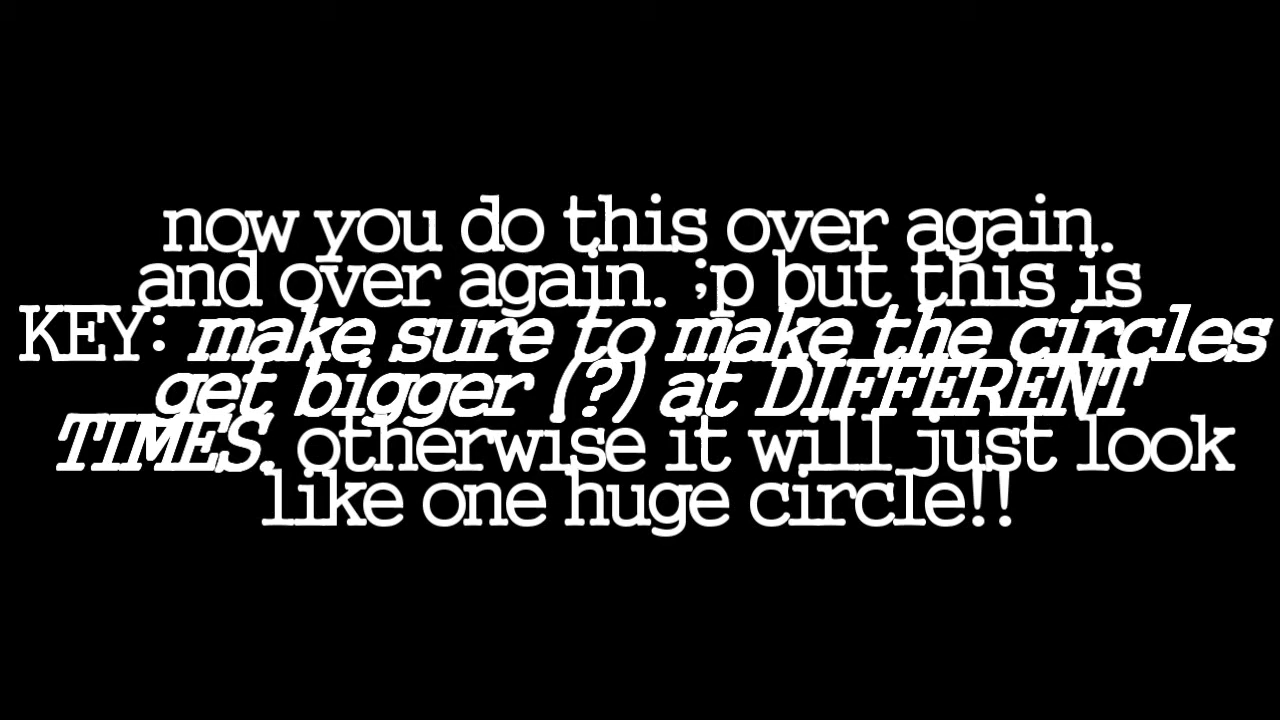 now you do this over again.
and over again. ;p but this is
KEY: make sure to make the circles
get bigger (?) at DIFFERENT
TIMES. otherwise it will just look
like one huge circle!!